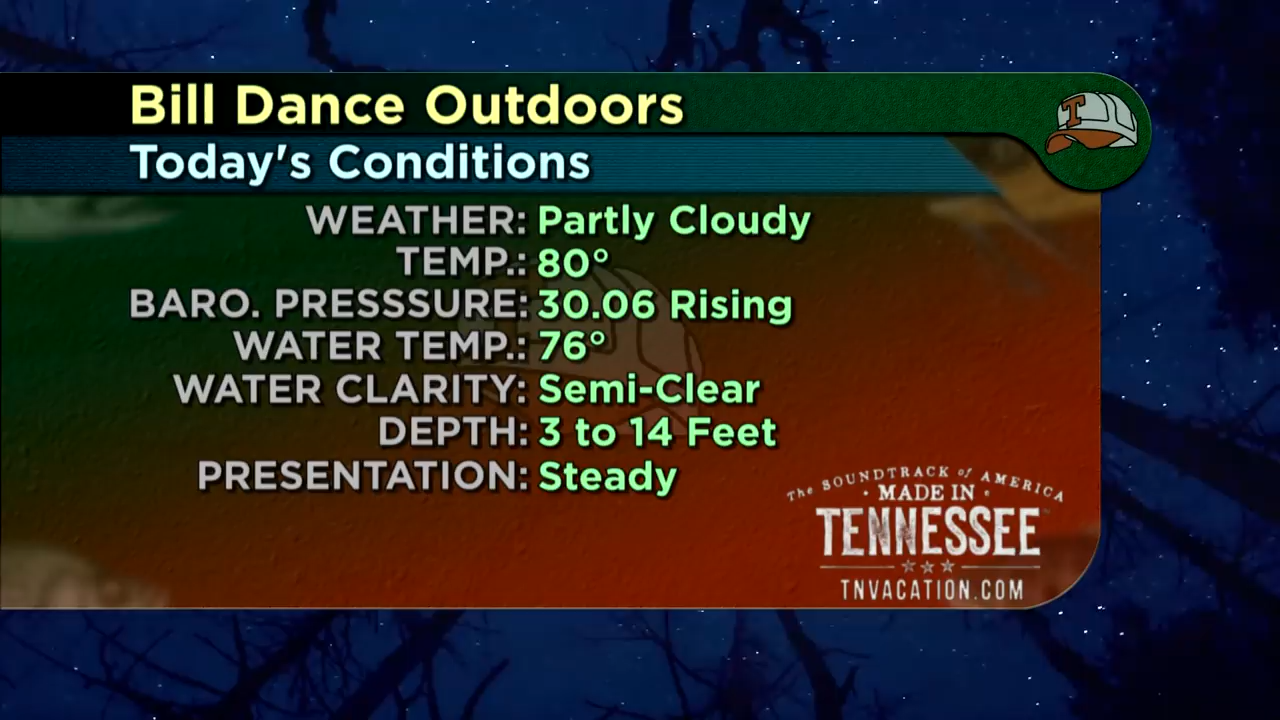 Bill Dance Outdoors
T
Today's Conditions
WEATHER: Partly Cloudy
TEMP.: 80°
BARO. PRESSSURE: 30.06 Rising
WATER TEMP.: 76°
WATER CLARITY: Semi-Clear
DEPTH: 3 to 14 Feet
PRESENTATION: Steady
The SOUNDTRACK of AMERICA
· MADE IN ·
TENNESSEE
TNVACATION.COM